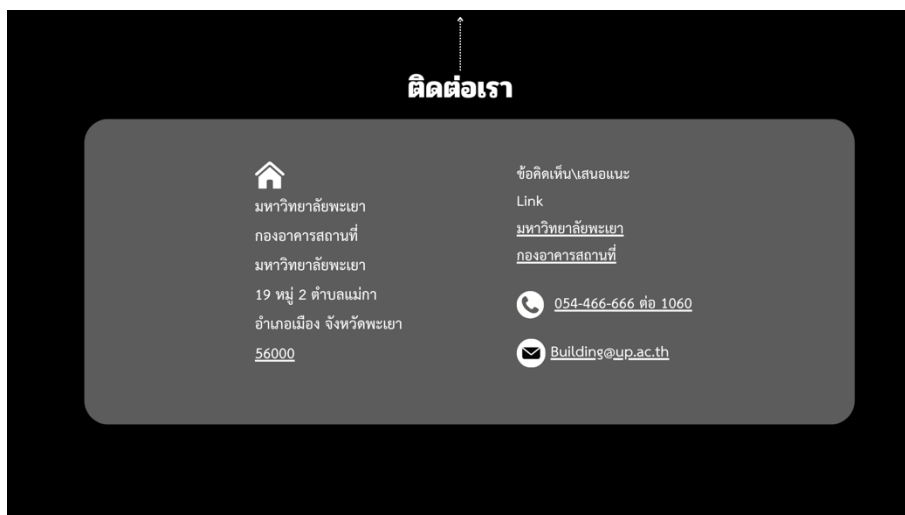 ติดต่อเรา
มหาวิทยาลัยพะเยา
กองอาคารสถานที่
มหาวิทยาลัยพะเยา
19 หมู่ 2 ตำบลแม่กา
อำเภอเมือง จังหวัดพะเยา
56000
ข้อคิดเห็น\เสนอแนะ
Link
มหาวิทยาลัยพะเยา
กองอาคารสถานที่
054-466-666 ต่อ 1060
Building@up.ac.th